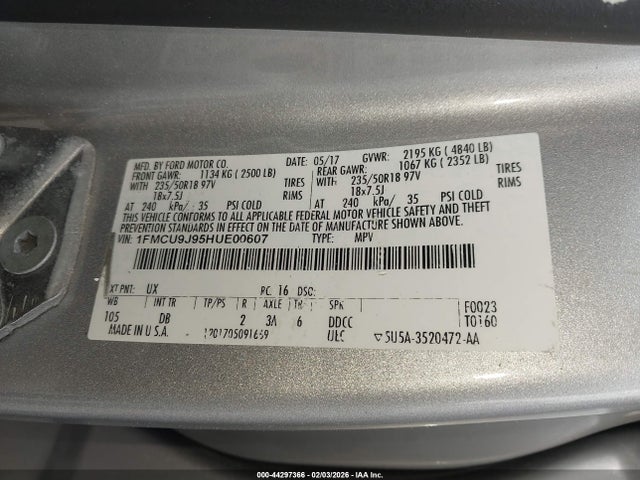 MFD. BY FORD MOTOR CO.
DATE: 05/17
GVWR: 2195 KG ( 4840 LB)
FRONT GAWR: 1134 KG ( 2500 LB)
REAR GAWR: 1067 KG ( 2352 LB)
WITH 235/50R18 97V TIRES
WITH 235/50R18 97V TIRES
18x7.5J RIMS
18x7.5J RIMS
AT 240 kPa/ 35 PSI COLD
AT 240 kPa/ 35 PSI COLD
THIS VEHICLE CONFORMS TO ALL APPLICABLE FEDERAL MOTOR VEHICLE SAFETY, BUMPER, AND THEFT
PREVENTION STANDARDS IN EFFECT ON THE DATE OF MANUFACTURE SHOWN ABOVE.
VIN: 1FMCU9J95HUE00607
TYPE: MPV
EXT PNT: UX RC: 16 DSO:
WB INT TR TP/PS R AXLE TR SPR
105 DB 2 3A 6 DDCC
F0023
T0160
MADE IN U.S.A. ULC
5U5A-3520472-AA
000-44297366 - 02/03/2026 - IAAI, Inc.